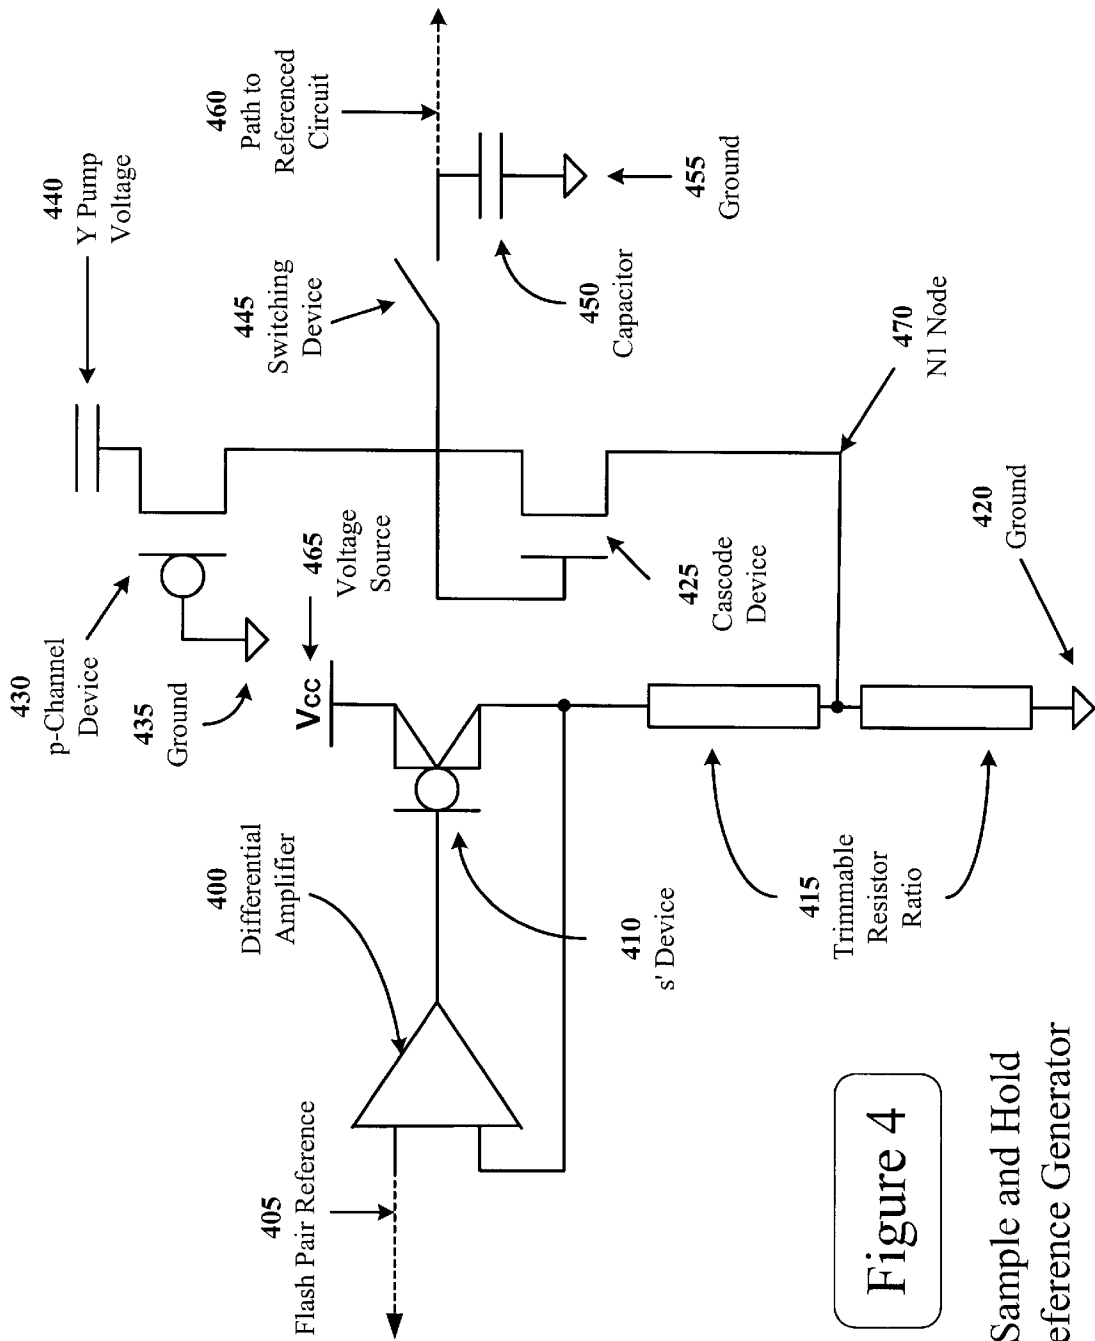 440
Y Pump
Voltage
460
Path to
Referenced
Circuit
430
p-Channel
Device
435
Ground
445
Switching
Device
465
Voltage
Source
Vcc
450
Capacitor
455
Ground
400
Differential
Amplifier
425
Cascode
Device
470
N1 Node
405
Flash Pair Reference
410
s' Device
415
Trimmable
Resistor
Ratio
420
Ground
Figure 4
Sample and Hold
eference Generator